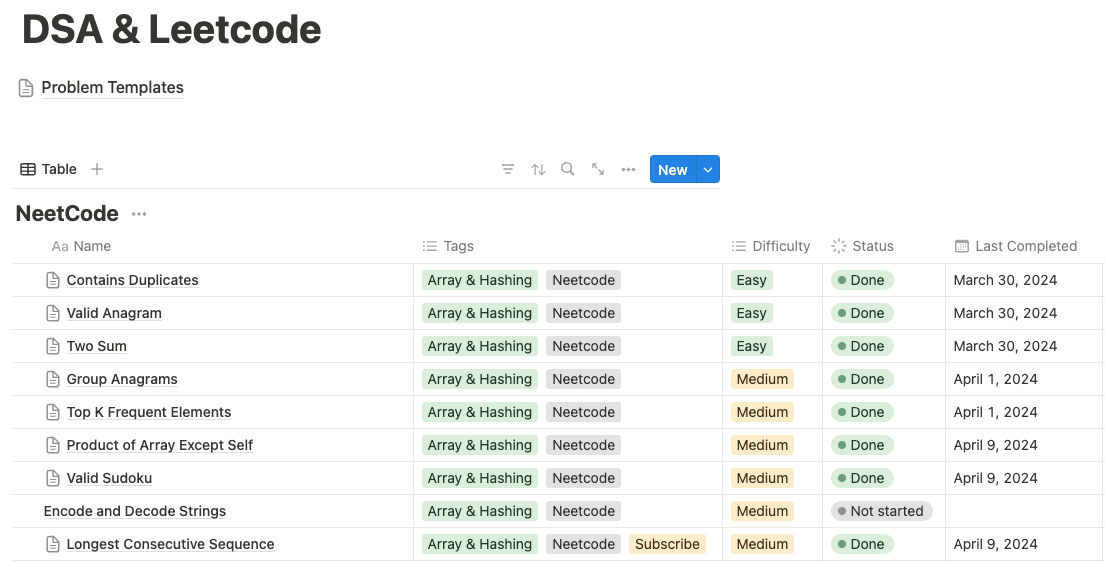 DSA & Leetcode
Problem Templates
Table
New
NeetCode
Aa Name Tags Difficulty Status Last Completed
Contains Duplicates Array & Hashing Neetcode Easy Done March 30, 2024
Valid Anagram Array & Hashing Neetcode Easy Done March 30, 2024
Two Sum Array & Hashing Neetcode Easy Done March 30, 2024
Group Anagrams Array & Hashing Neetcode Medium Done April 1, 2024
Top K Frequent Elements Array & Hashing Neetcode Medium Done April 1, 2024
Product of Array Except Self Array & Hashing Neetcode Medium Done April 9, 2024
Valid Sudoku Array & Hashing Neetcode Medium Done April 9, 2024
Encode and Decode Strings Array & Hashing Neetcode Medium Not started
Longest Consecutive Sequence Array & Hashing Neetcode Subscribe Medium Done April 9, 2024